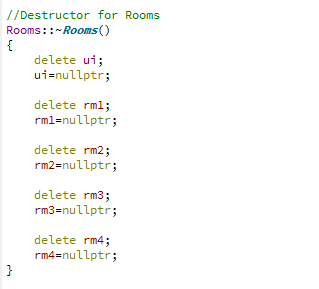 //Destructor for Rooms
Rooms::~Rooms()
{
    delete ui;
    ui=nullptr;

    delete rm1;
    rm1=nullptr;

    delete rm2;
    rm2=nullptr;

    delete rm3;
    rm3=nullptr;

    delete rm4;
    rm4=nullptr;
}